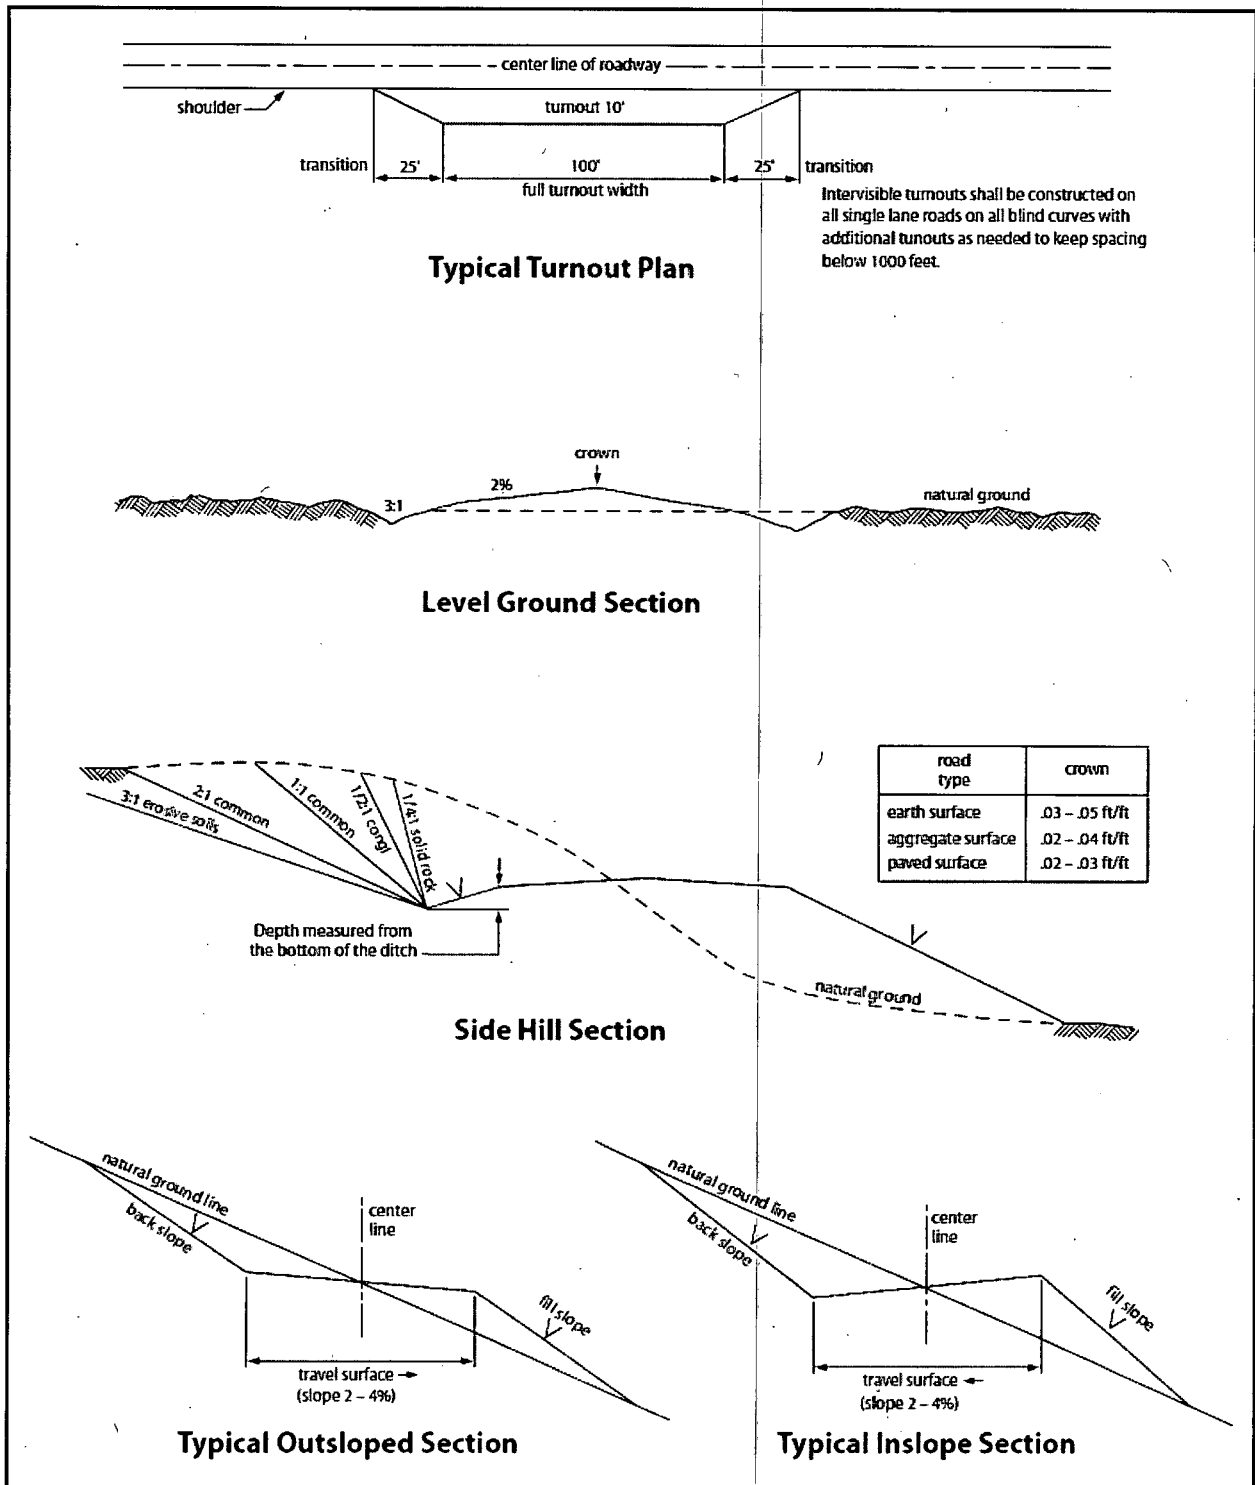 center line of roadway
shoulder
turnout 10'
transition
25'
100'
25'
transition
full turnout width
Intervisible turnouts shall be constructed on
all single lane roads on all blind curves with
additional tunouts as needed to keep spacing
below 1000 feet.
Typical Turnout Plan
crown
2%
3:1
natural ground
Level Ground Section
road
type
crown
earth surface
.03 – .05 ft/ft
aggregate surface
.02 – .04 ft/ft
paved surface
.02 – .03 ft/ft
3:1 erosive soils
2:1 common
1:1 common
1/2:1 congl
1/4:1 solid rock
Depth measured from
the bottom of the ditch
natural ground
Side Hill Section
natural ground line
back slope
center
line
fill slope
travel surface
(slope 2 – 4%)
Typical Outsloped Section
natural ground line
back slope
center
line
fill slope
travel surface
(slope 2 – 4%)
Typical Inslope Section